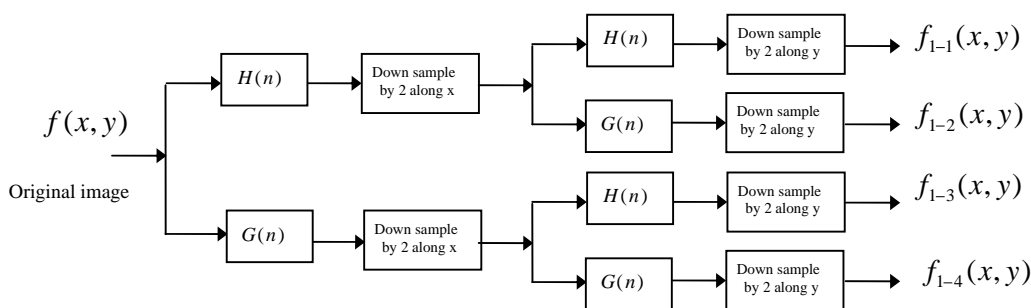 H(n)
Down sample
by 2 along y
f₁₋₁(x, y)
H(n)
Down sample
by 2 along x
f(x, y)
G(n)
Down sample
by 2 along y
f₁₋₂(x, y)
Original image
H(n)
Down sample
by 2 along y
f₁₋₃(x, y)
G(n)
Down sample
by 2 along x
G(n)
Down sample
by 2 along y
f₁₋₄(x, y)